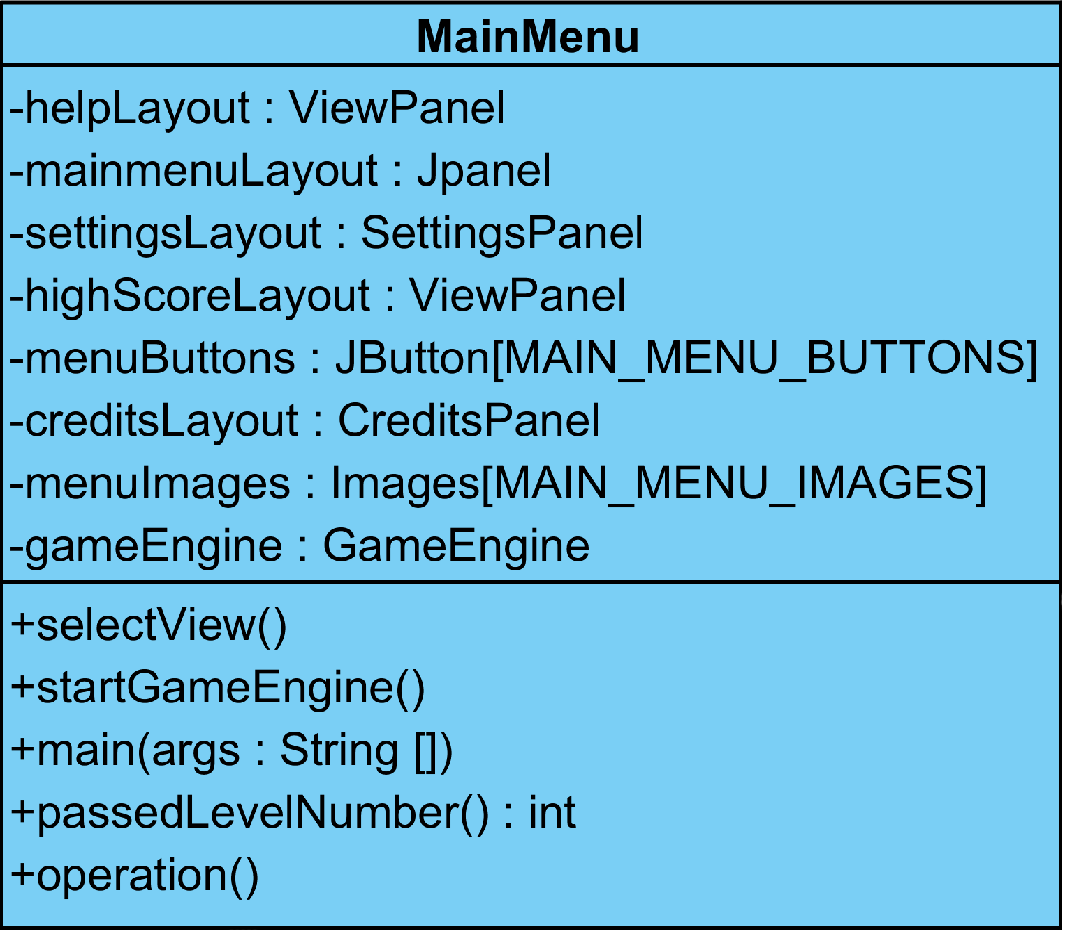 MainMenu
-helpLayout : ViewPanel
-mainmenuLayout : Jpanel
-settingsLayout : SettingsPanel
-highScoreLayout : ViewPanel
-menuButtons : JButton[MAIN_MENU_BUTTONS]
-creditsLayout : CreditsPanel
-menuImages : Images[MAIN_MENU_IMAGES]
-gameEngine : GameEngine
+selectView()
+startGameEngine()
+main(args : String [])
+passedLevelNumber() : int
+operation()